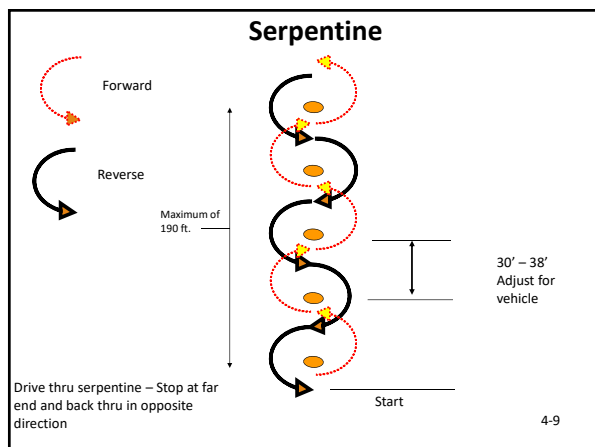 Serpentine
Forward
Reverse
Maximum of
190 ft.
30’ – 38’
Adjust for
vehicle
Drive thru serpentine – Stop at far
end and back thru in opposite
direction
Start
4-9